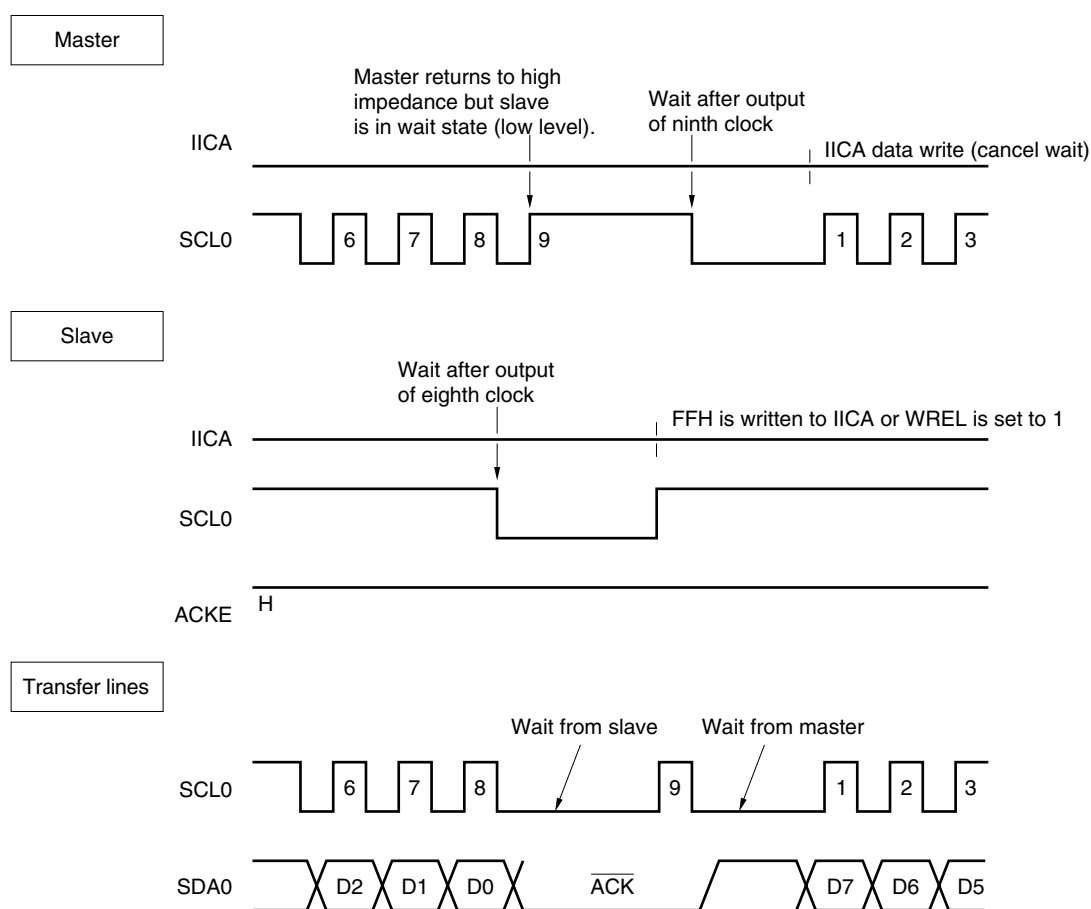 Master
Master returns to high
impedance but slave
is in wait state (low level).
Wait after output
of ninth clock
IICA
IICA data write (cancel wait)
SCL0
6 7 8 9 1 2 3
Slave
Wait after output
of eighth clock
FFH is written to IICA or WREL is set to 1
IICA
SCL0
H
ACKE
Transfer lines
Wait from slave
Wait from master
SCL0
6 7 8 9 1 2 3
SDA0
D2 D1 D0 ACK D7 D6 D5